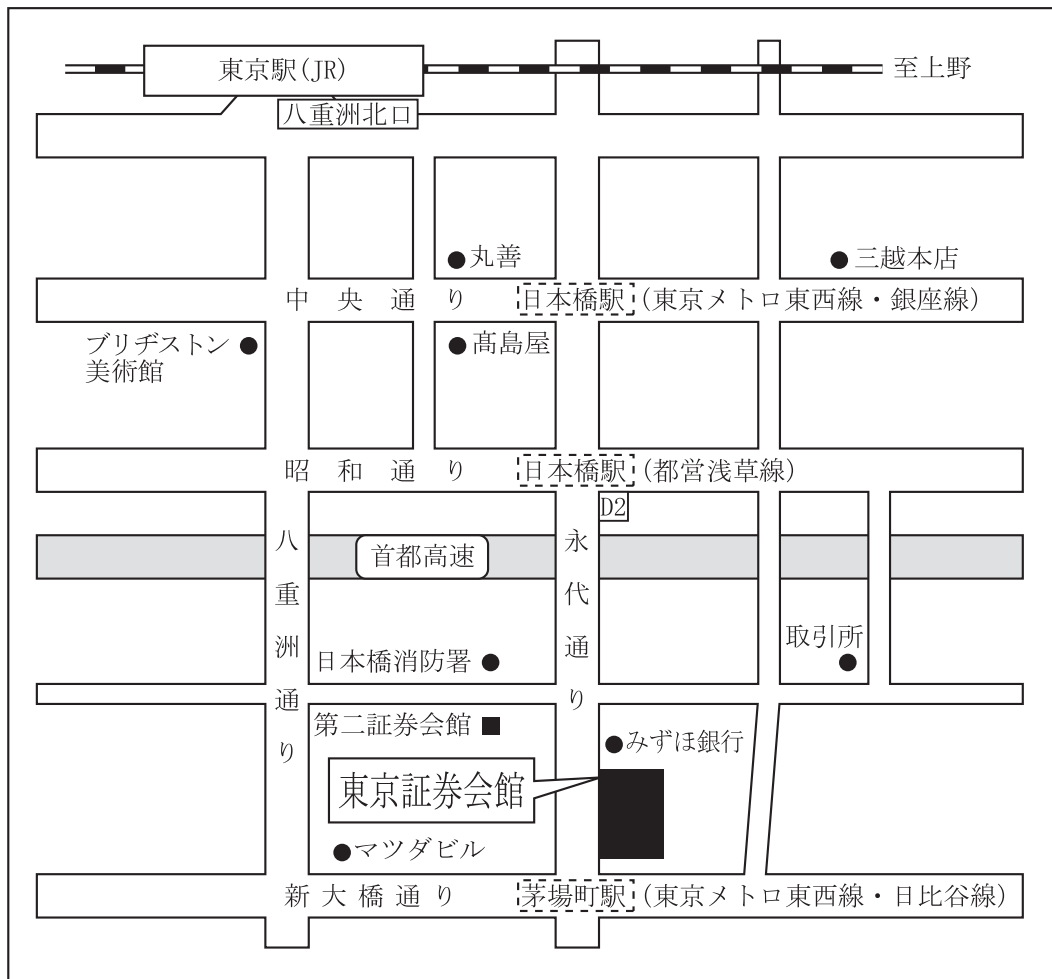 東京駅(JR)
至上野
八重洲北口
丸善
三越本店
中央通り
日本橋駅
(東京メトロ東西線・銀座線)
ブリヂストン
美術館
髙島屋
昭和通り
日本橋駅
(都営浅草線)
D2
八重洲通り
首都高速
永代通り
取引所
日本橋消防署
第二証券会館
みずほ銀行
東京証券会館
マツダビル
新大橋通り
茅場町駅
(東京メトロ東西線・日比谷線)